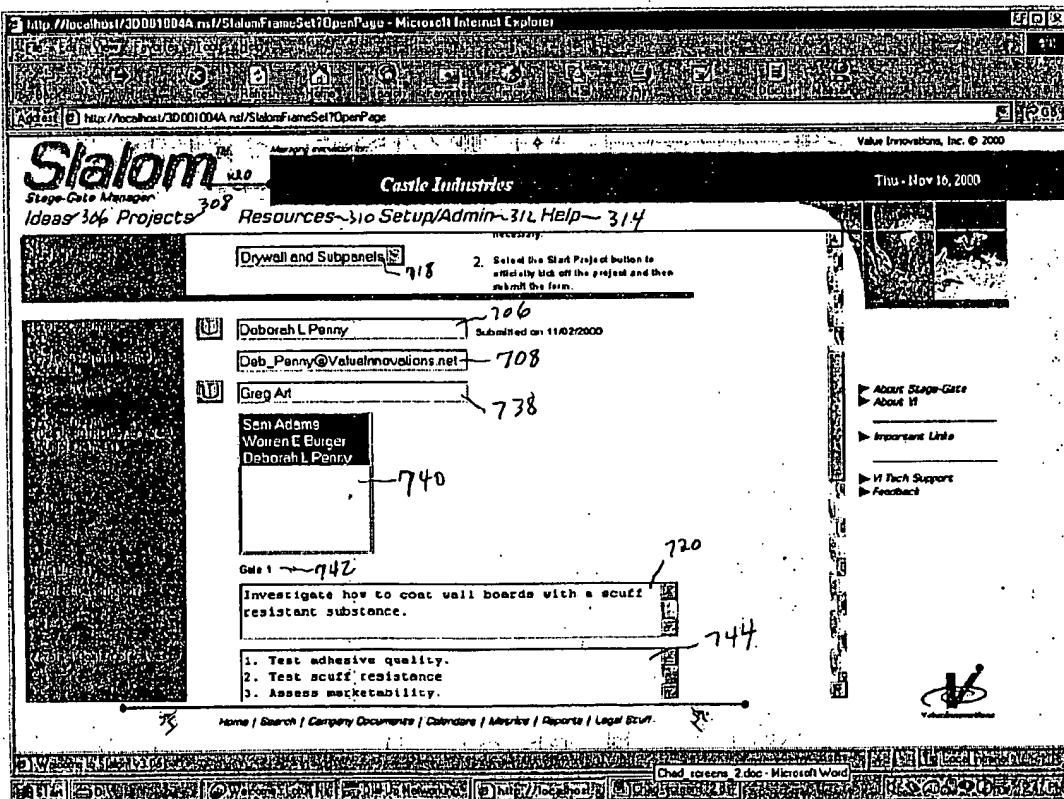 http://localhost/3D001004A.nsf/SlalomFrameSet?OpenPage - Microsoft Internet Explorer
Address http://localhost/3D001004A.nsf/SlalomFrameSet?OpenPage
Slalom TM
Stage-Gate Manager
Managing innovation for:
Value Innovations, Inc. © 2000
Castle Industries
Thu - Nov 16, 2000
Ideas 306 Projects 308 Resources 310 Setup/Admin 312 Help 314
necessary.
Drywall and Subpanels 718
2. Select the Start Project button to
officially kick off the project and then
submit the form.
706
Deborah L Penny Submitted on 11/02/2000
Deb_Penny@ValueInnovations.net 708
Greg Art 738
Sam Adams
Warren E Burger
Deborah L Penny
740
Gate 1 742
720
Investigate how to coat wall boards with a scuff
resistant substance.
744
1. Test adhesive quality.
2. Test scuff resistance
3. Assess marketability.
About Stage-Gate
About VI
Important Links
VI Tech Support
Feedback
ValueInnovations
Home / Search / Company Documents / Calendars / Metrics / Reports / Legal Stuff.
Chad_screens_2.doc - Microsoft Word